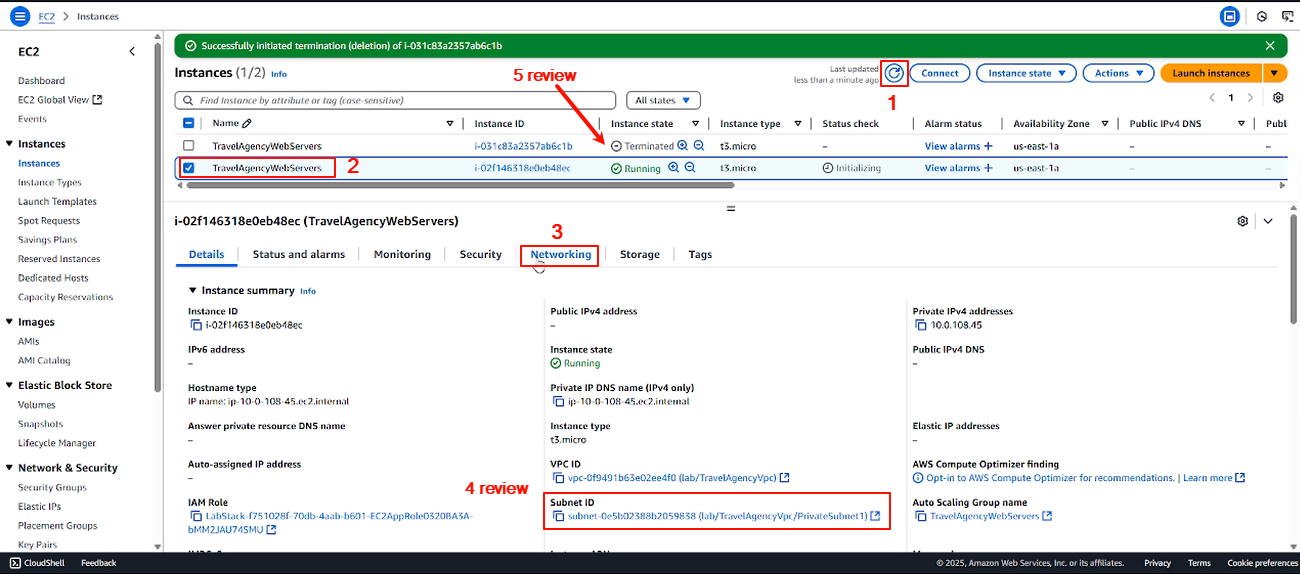 EC2 > Instances
EC2
Dashboard
EC2 Global View
Events
Instances
Instances
Instance Types
Launch Templates
Spot Requests
Savings Plans
Reserved Instances
Dedicated Hosts
Capacity Reservations
Images
AMIs
AMI Catalog
Elastic Block Store
Volumes
Snapshots
Lifecycle Manager
Network & Security
Security Groups
Elastic IPs
Placement Groups
Key Pairs
Successfully initiated termination (deletion) of i-031c83a2357ab6c1b
Instances (1/2) Info
5 review
Last updated
less than a minute ago
1
Connect
Instance state
Actions
Launch instances
Find Instance by attribute or tag (case-sensitive)
All states
1
Name
Instance ID
Instance state
Instance type
Status check
Alarm status
Availability Zone
Public IPv4 DNS
Publ
TravelAgencyWebServers i-031c83a2357ab6c1b Terminated t3.micro – View alarms + us-east-1a –
TravelAgencyWebServers 2 i-02f146318e0eb48ec Running t3.micro Initializing View alarms + us-east-1a – –
i-02f146318e0eb48ec (TravelAgencyWebServers)
3
Details
Status and alarms
Monitoring
Security
Networking
Storage
Tags
Instance summary Info
Instance ID
i-02f146318e0eb48ec
Public IPv4 address
–
Private IPv4 addresses
10.0.108.45
IPv6 address
–
Instance state
Running
Public IPv4 DNS
–
Hostname type
IP name: ip-10-0-108-45.ec2.internal
Private IP DNS name (IPv4 only)
ip-10-0-108-45.ec2.internal
Answer private resource DNS name
–
Instance type
t3.micro
Elastic IP addresses
–
Auto-assigned IP address
–
VPC ID
vpc-0f9491b63e02ee4f0 (lab/TravelAgencyVpc)
AWS Compute Optimizer finding
Opt-in to AWS Compute Optimizer for recommendations. | Learn more
4 review
IAM Role
LabStack-f751028f-70db-4aab-b601-EC2AppRole0320BA3A-
bMM2JAU74SMU
Subnet ID
subnet-0e5b02388b2059838 (lab/TravelAgencyVpc/PrivateSubnet1)
Auto Scaling Group name
TravelAgencyWebServers
CloudShell
Feedback
© 2025, Amazon Web Services, Inc. or its affiliates.
Privacy
Terms
Cookie preferences